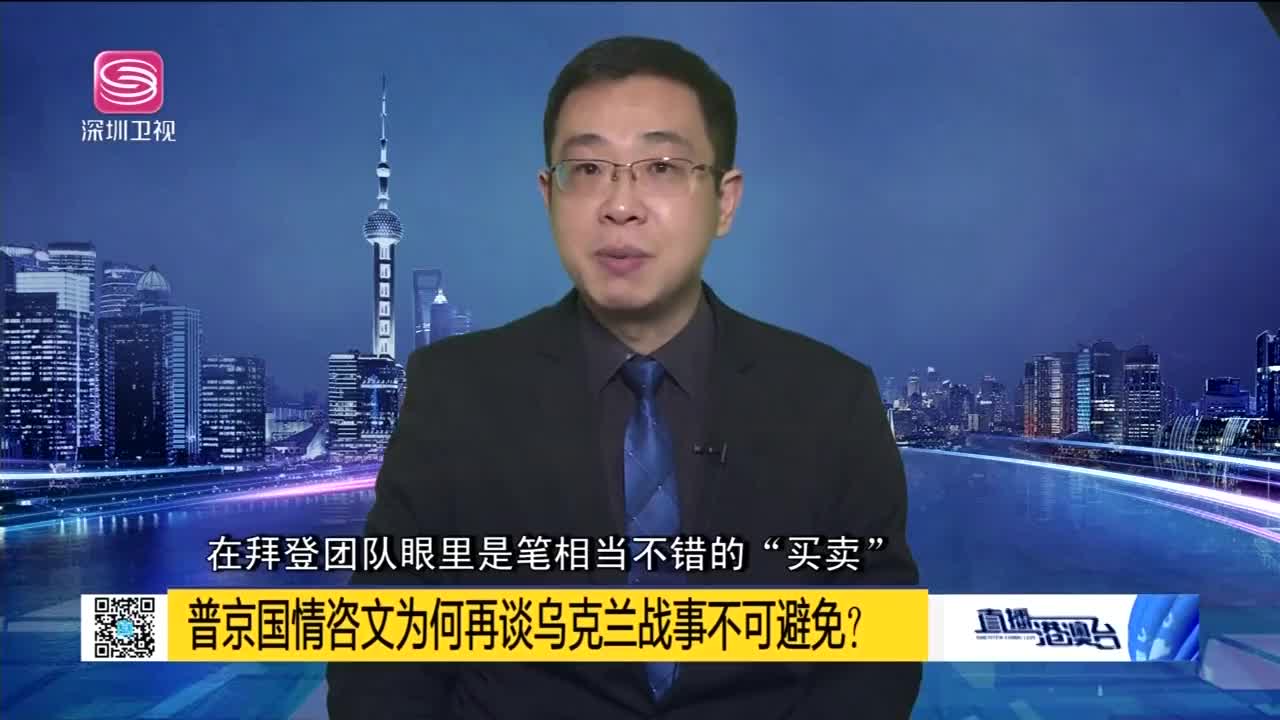 深圳卫视
在拜登团队眼里是笔相当不错的“买卖”
普京国情咨文为何再谈乌克兰战事不可避免？
直播港澳台